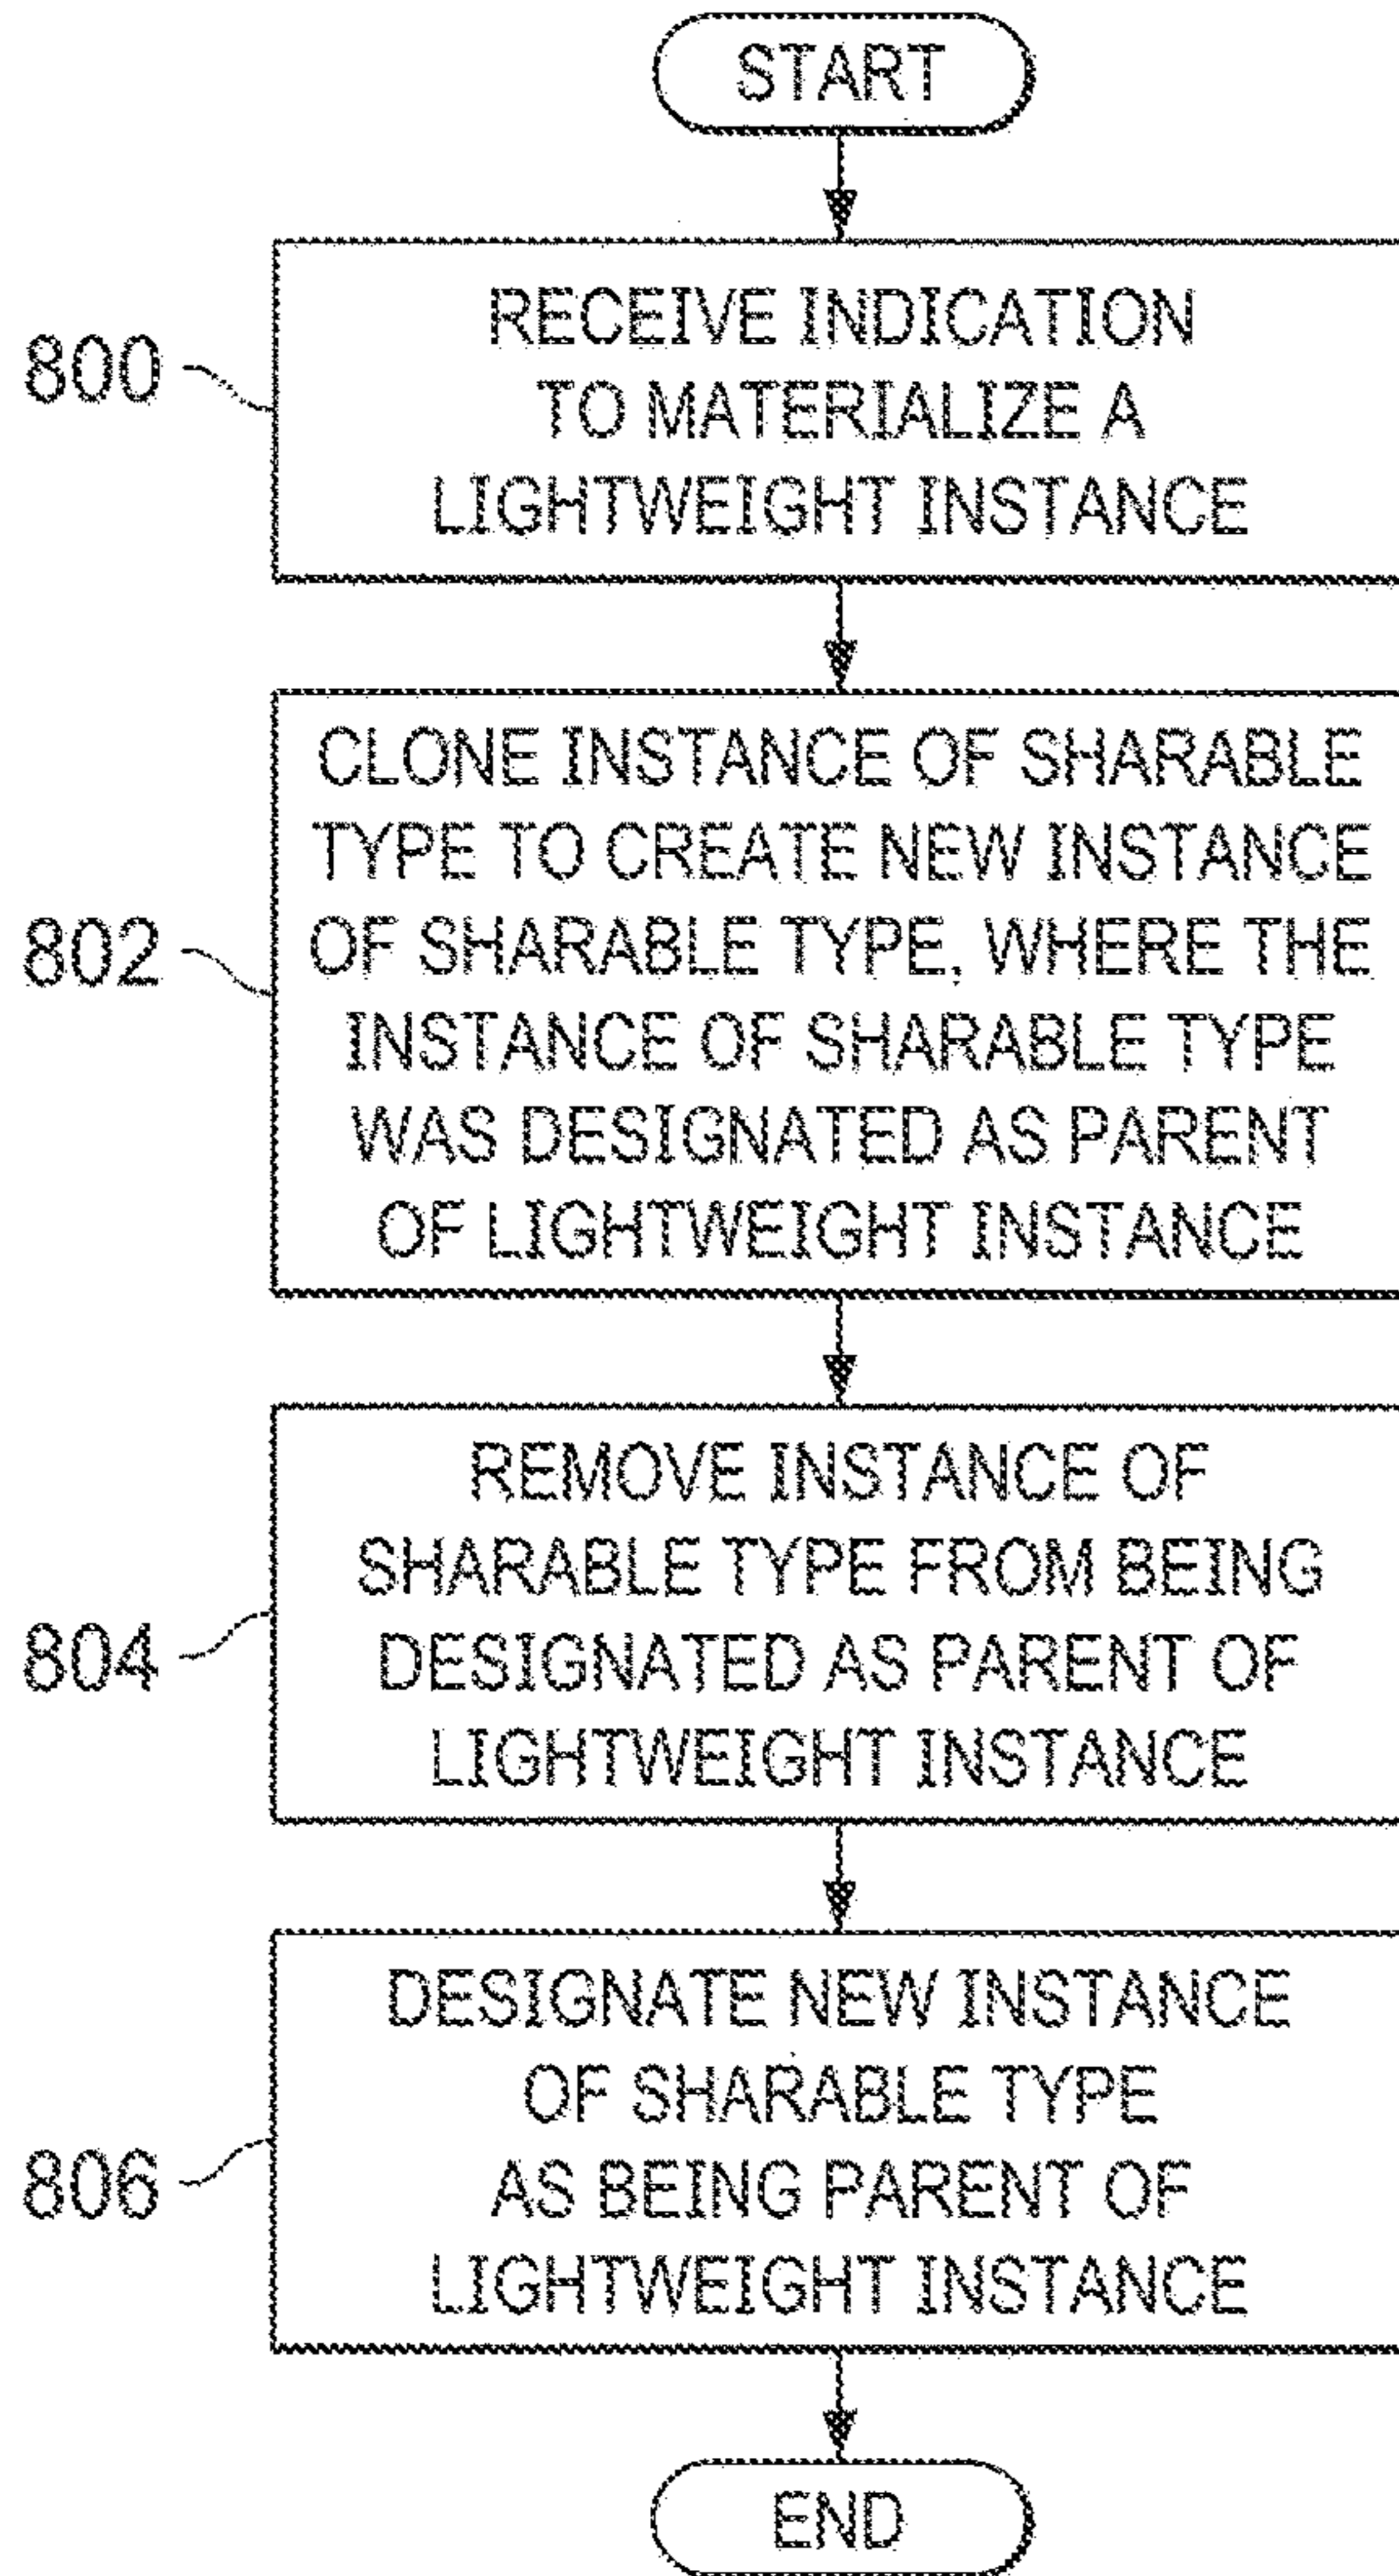 START
RECEIVE INDICATION
800
TO MATERIALIZE A
LIGHTWEIGHT INSTANCE
CLONE INSTANCE OF SHARABLE
TYPE TO CREATE NEW INSTANCE
802
OF SHARABLE TYPE, WHERE THE
INSTANCE OF SHARABLE TYPE
WAS DESIGNATED AS PARENT
OF LIGHTWEIGHT INSTANCE
REMOVE INSTANCE OF
SHARABLE TYPE FROM BEING
804
DESIGNATED AS PARENT OF
LIGHTWEIGHT INSTANCE
DESIGNATE NEW INSTANCE
OF SHARABLE TYPE
806
AS BEING PARENT OF
LIGHTWEIGHT INSTANCE
END